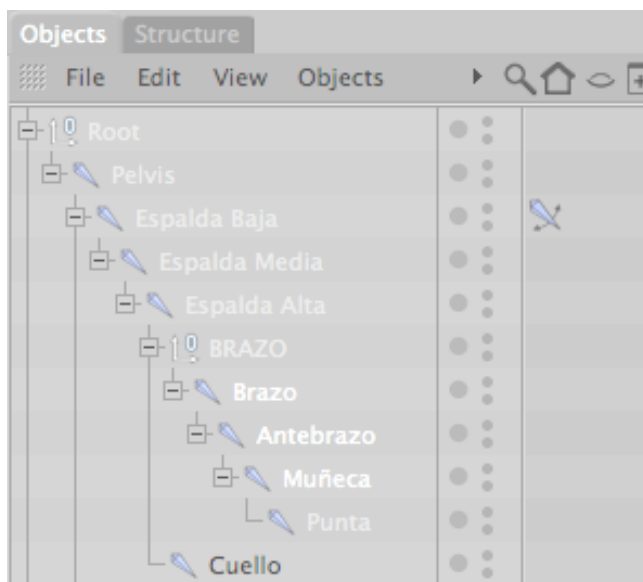 Objects Structure
File Edit View Objects
Root
Pelvis
Espalda Baja
Espalda Media
Espalda Alta
BRAZO
Brazo
Antebrazo
Muñeca
Punta
Cuello